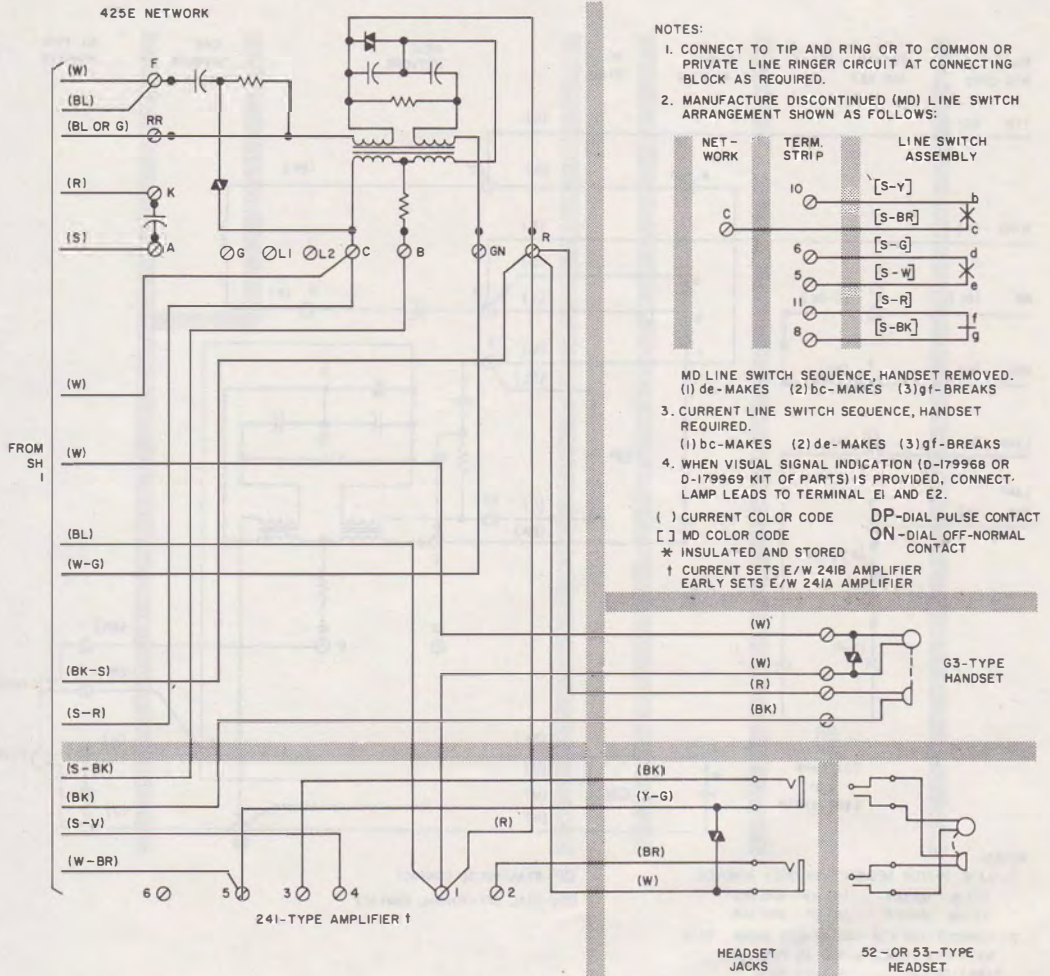 425E NETWORK
F
(W)
(BL)
(BL OR G)
RR
(R)
K
(S)
A
G
L1
L2
C
B
GN
R
(W)
FROM
SH
1
(W)
(BL)
(W-G)
(BK-S)
(S-R)
(S-BK)
(BK)
(S-V)
(W-BR)
6
5
3
4
1
2
(R)
241-TYPE AMPLIFIER †
NOTES:
1. CONNECT TO TIP AND RING OR TO COMMON OR
PRIVATE LINE RINGER CIRCUIT AT CONNECTING
BLOCK AS REQUIRED.
2. MANUFACTURE DISCONTINUED (MD) LINE SWITCH
ARRANGEMENT SHOWN AS FOLLOWS:
NET-
WORK
TERM.
STRIP
LINE SWITCH
ASSEMBLY
10
[S-Y]
b
C
[S-BR]
c
6
[S-G]
d
5
[S-W]
e
11
[S-R]
f
8
[S-BK]
g
MD LINE SWITCH SEQUENCE, HANDSET REMOVED.
(1) de-MAKES (2) bc-MAKES (3) gf-BREAKS
3. CURRENT LINE SWITCH SEQUENCE, HANDSET
REQUIRED.
(1) bc-MAKES (2) de-MAKES (3) gf-BREAKS
4. WHEN VISUAL SIGNAL INDICATION (D-179968 OR
D-179969 KIT OF PARTS) IS PROVIDED, CONNECT
LAMP LEADS TO TERMINAL E1 AND E2.
( ) CURRENT COLOR CODE
[ ] MD COLOR CODE
* INSULATED AND STORED
† CURRENT SETS E/W 241B AMPLIFIER
EARLY SETS E/W 241A AMPLIFIER
DP-DIAL PULSE CONTACT
ON-DIAL OFF-NORMAL
CONTACT
(W)
(W)
(R)
(BK)
G3-TYPE
HANDSET
(BK)
(Y-G)
(BR)
(W)
HEADSET
JACKS
52-OR 53-TYPE
HEADSET